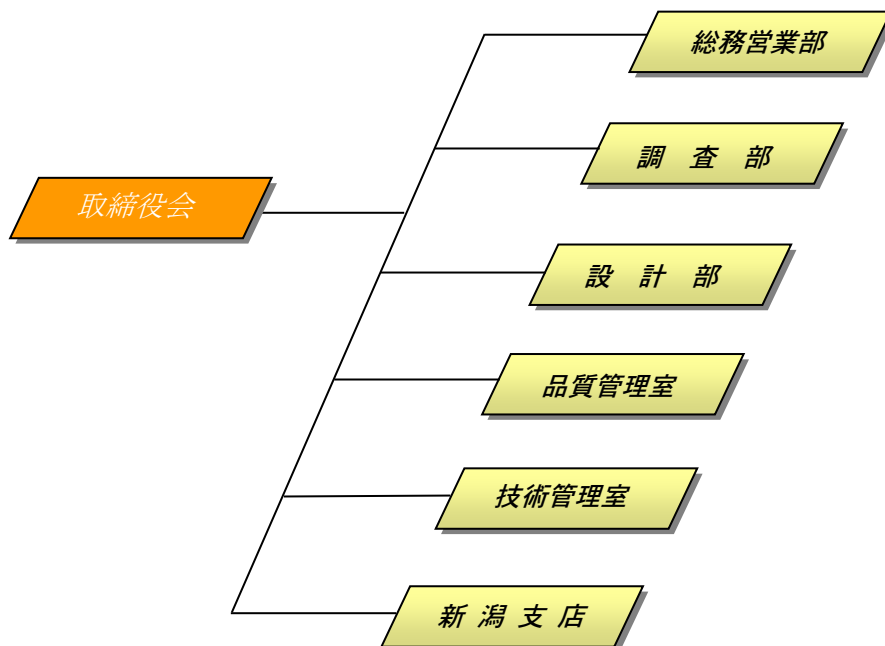 総務営業部
調　査　部
取締役会
設　計　部
品質管理室
技術管理室
新 潟 支 店